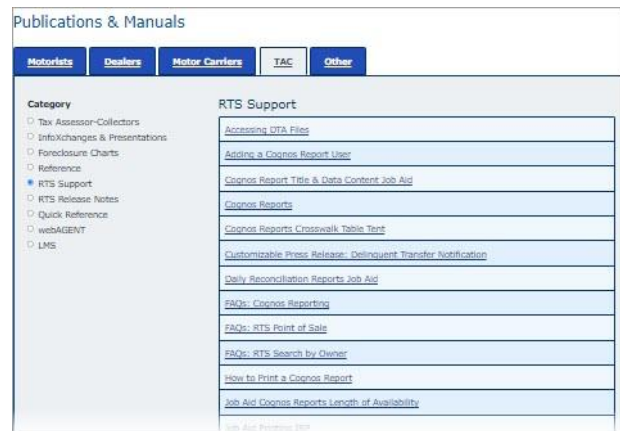 Publications & Manuals
Motorists
Dealers
Motor Carriers
TAC
Other
Category
Tax Assessor-Collectors
InfoXchanges & Presentations
Foreclosure Charts
Reference
RTS Support
RTS Release Notes
Quick Reference
webAGENT
LMS
RTS Support
Accessing DTA Files
Adding a Cognos Report User
Cognos Report Title & Data Content Job Aid
Cognos Reports
Cognos Reports Crosswalk Table Tent
Customizable Press Release: Delinquent Transfer Notification
Daily Reconciliation Reports Job Aid
FAQs: Cognos Reporting
FAQs: RTS Point of Sale
FAQs: RTS Search by Owner
How to Print a Cognos Report
Job Aid Cognos Reports Length of Availability
Job Aid Printing